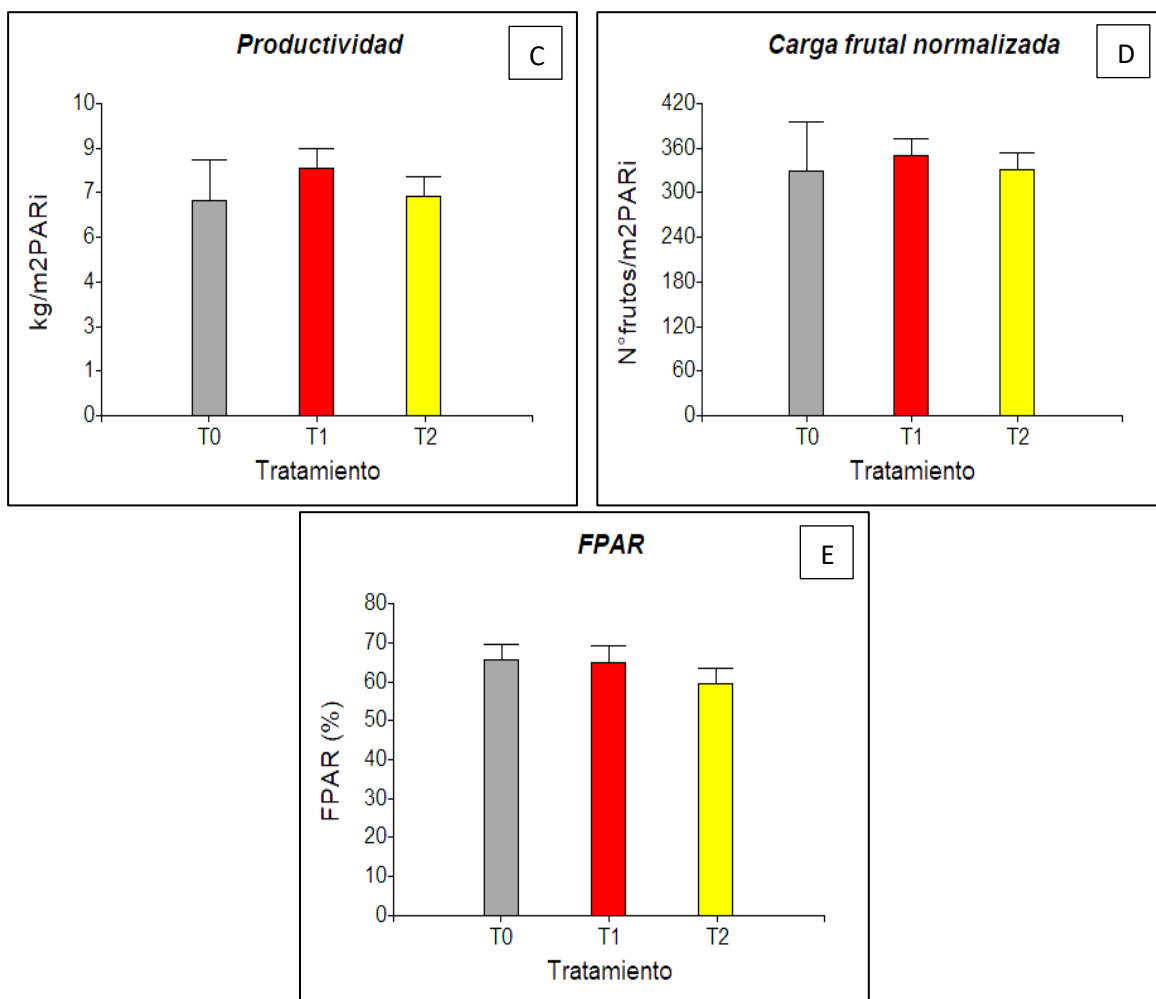 Productividad
C
kg/m2PARi
10
9
7
6
4
3
1
0
T0 T1 T2
Tratamiento
Carga frutal normalizada
D
N°frutos/m2PARi
420
360
300
240
180
120
60
0
T0 T1 T2
Tratamiento
FPAR
E
FPAR (%)
80
70
60
50
40
30
20
10
0
T0 T1 T2
Tratamiento